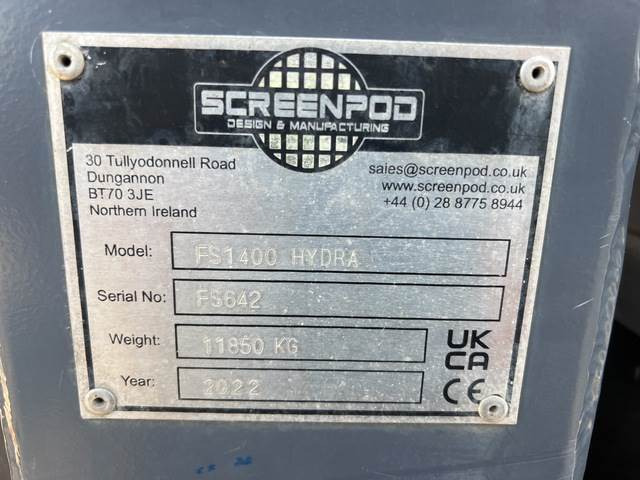 SCREENPOD
DESIGN & MANUFACTURING
30 Tullyodonnell Road
Dungannon
BT70 3JE
Northern Ireland
sales@screenpod.co.uk
www.screenpod.co.uk
+44 (0) 28 8775 8944
Model: FS1400 HYDRA
Serial No: FS642
Weight: 11850 KG
Year: 2022
UK
CA
CE